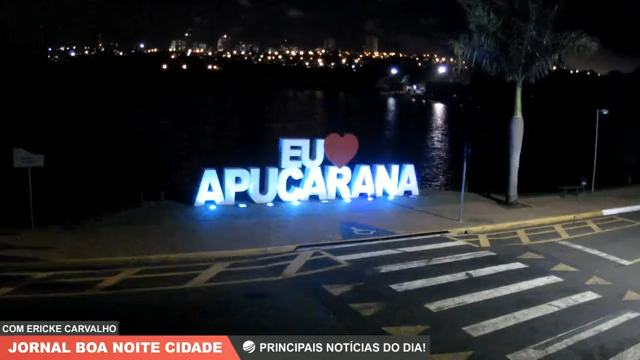 EU
APUCARANA
COM ERICKE CARVALHO
JORNAL BOA NOITE CIDADE
PRINCIPAIS NOTÍCIAS DO DIA!